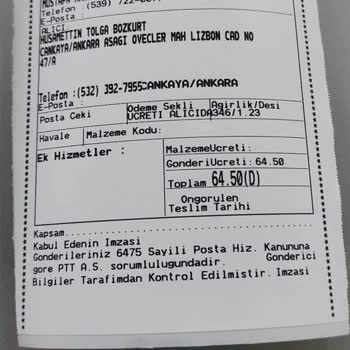 Telefon :(539) 722-
E-Posta :
ALICI:
HUSAMETTIN TOLGA BOZKURT
CANKAYA/ANKARA ASAGI OVECLER MAH LIZBON CAD NO
47/A
Telefon :(532) 392-7955 CANKAYA/ANKARA
E-Posta :
Posta Ceki
Odeme Sekli
UCRETI ALICIDA
Agirlik/Desi
346/1.23
Havale
Malzeme Kodu:
Ek Hizmetler :
MalzemeUcreti:
GonderiUcreti: 64.50
Toplam 64.50(D)
Ongorulen
Teslim Tarihi
Kapsam
Kabul Edenin Imzasi
Gonderileriniz 6475 Sayili Posta Hiz. Kanununa
gore PTT A.S. sorumlulugundadir. Gonderici
Bilgiler Tarafimdan Kontrol Edilmistir. Imzasi